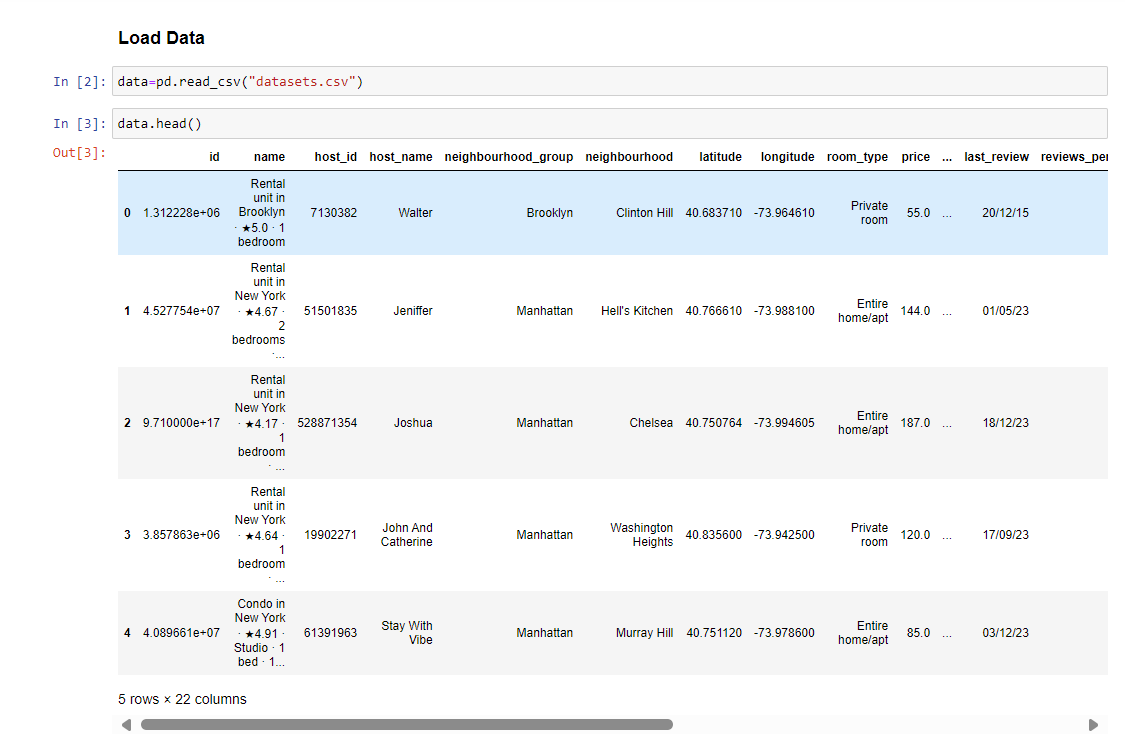 Load Data
In [2]: data=pd.read_csv("datasets.csv")
In [3]: data.head()
Out[3]:
id name host_id host_name neighbourhood_group neighbourhood latitude longitude room_type price ... last_review reviews_per
0 1.312228e+06 Rental unit in Brooklyn · ★5.0 · 1 bedroom 7130382 Walter Brooklyn Clinton Hill 40.683710 -73.964610 Private room 55.0 ... 20/12/15
1 4.527754e+07 Rental unit in New York · ★4.67 · 2 bedrooms ·... 51501835 Jeniffer Manhattan Hell's Kitchen 40.766610 -73.988100 Entire home/apt 144.0 ... 01/05/23
2 9.710000e+17 Rental unit in New York · ★4.17 · 1 bedroom · ... 528871354 Joshua Manhattan Chelsea 40.750764 -73.994605 Entire home/apt 187.0 ... 18/12/23
3 3.857863e+06 Rental unit in New York · ★4.64 · 1 bedroom · ... 19902271 John And Catherine Manhattan Washington Heights 40.835600 -73.942500 Private room 120.0 ... 17/09/23
4 4.089661e+07 Condo in New York · ★4.91 · Studio · 1 bed · 1... 61391963 Stay With Vibe Manhattan Murray Hill 40.751120 -73.978600 Entire home/apt 85.0 ... 03/12/23
5 rows × 22 columns